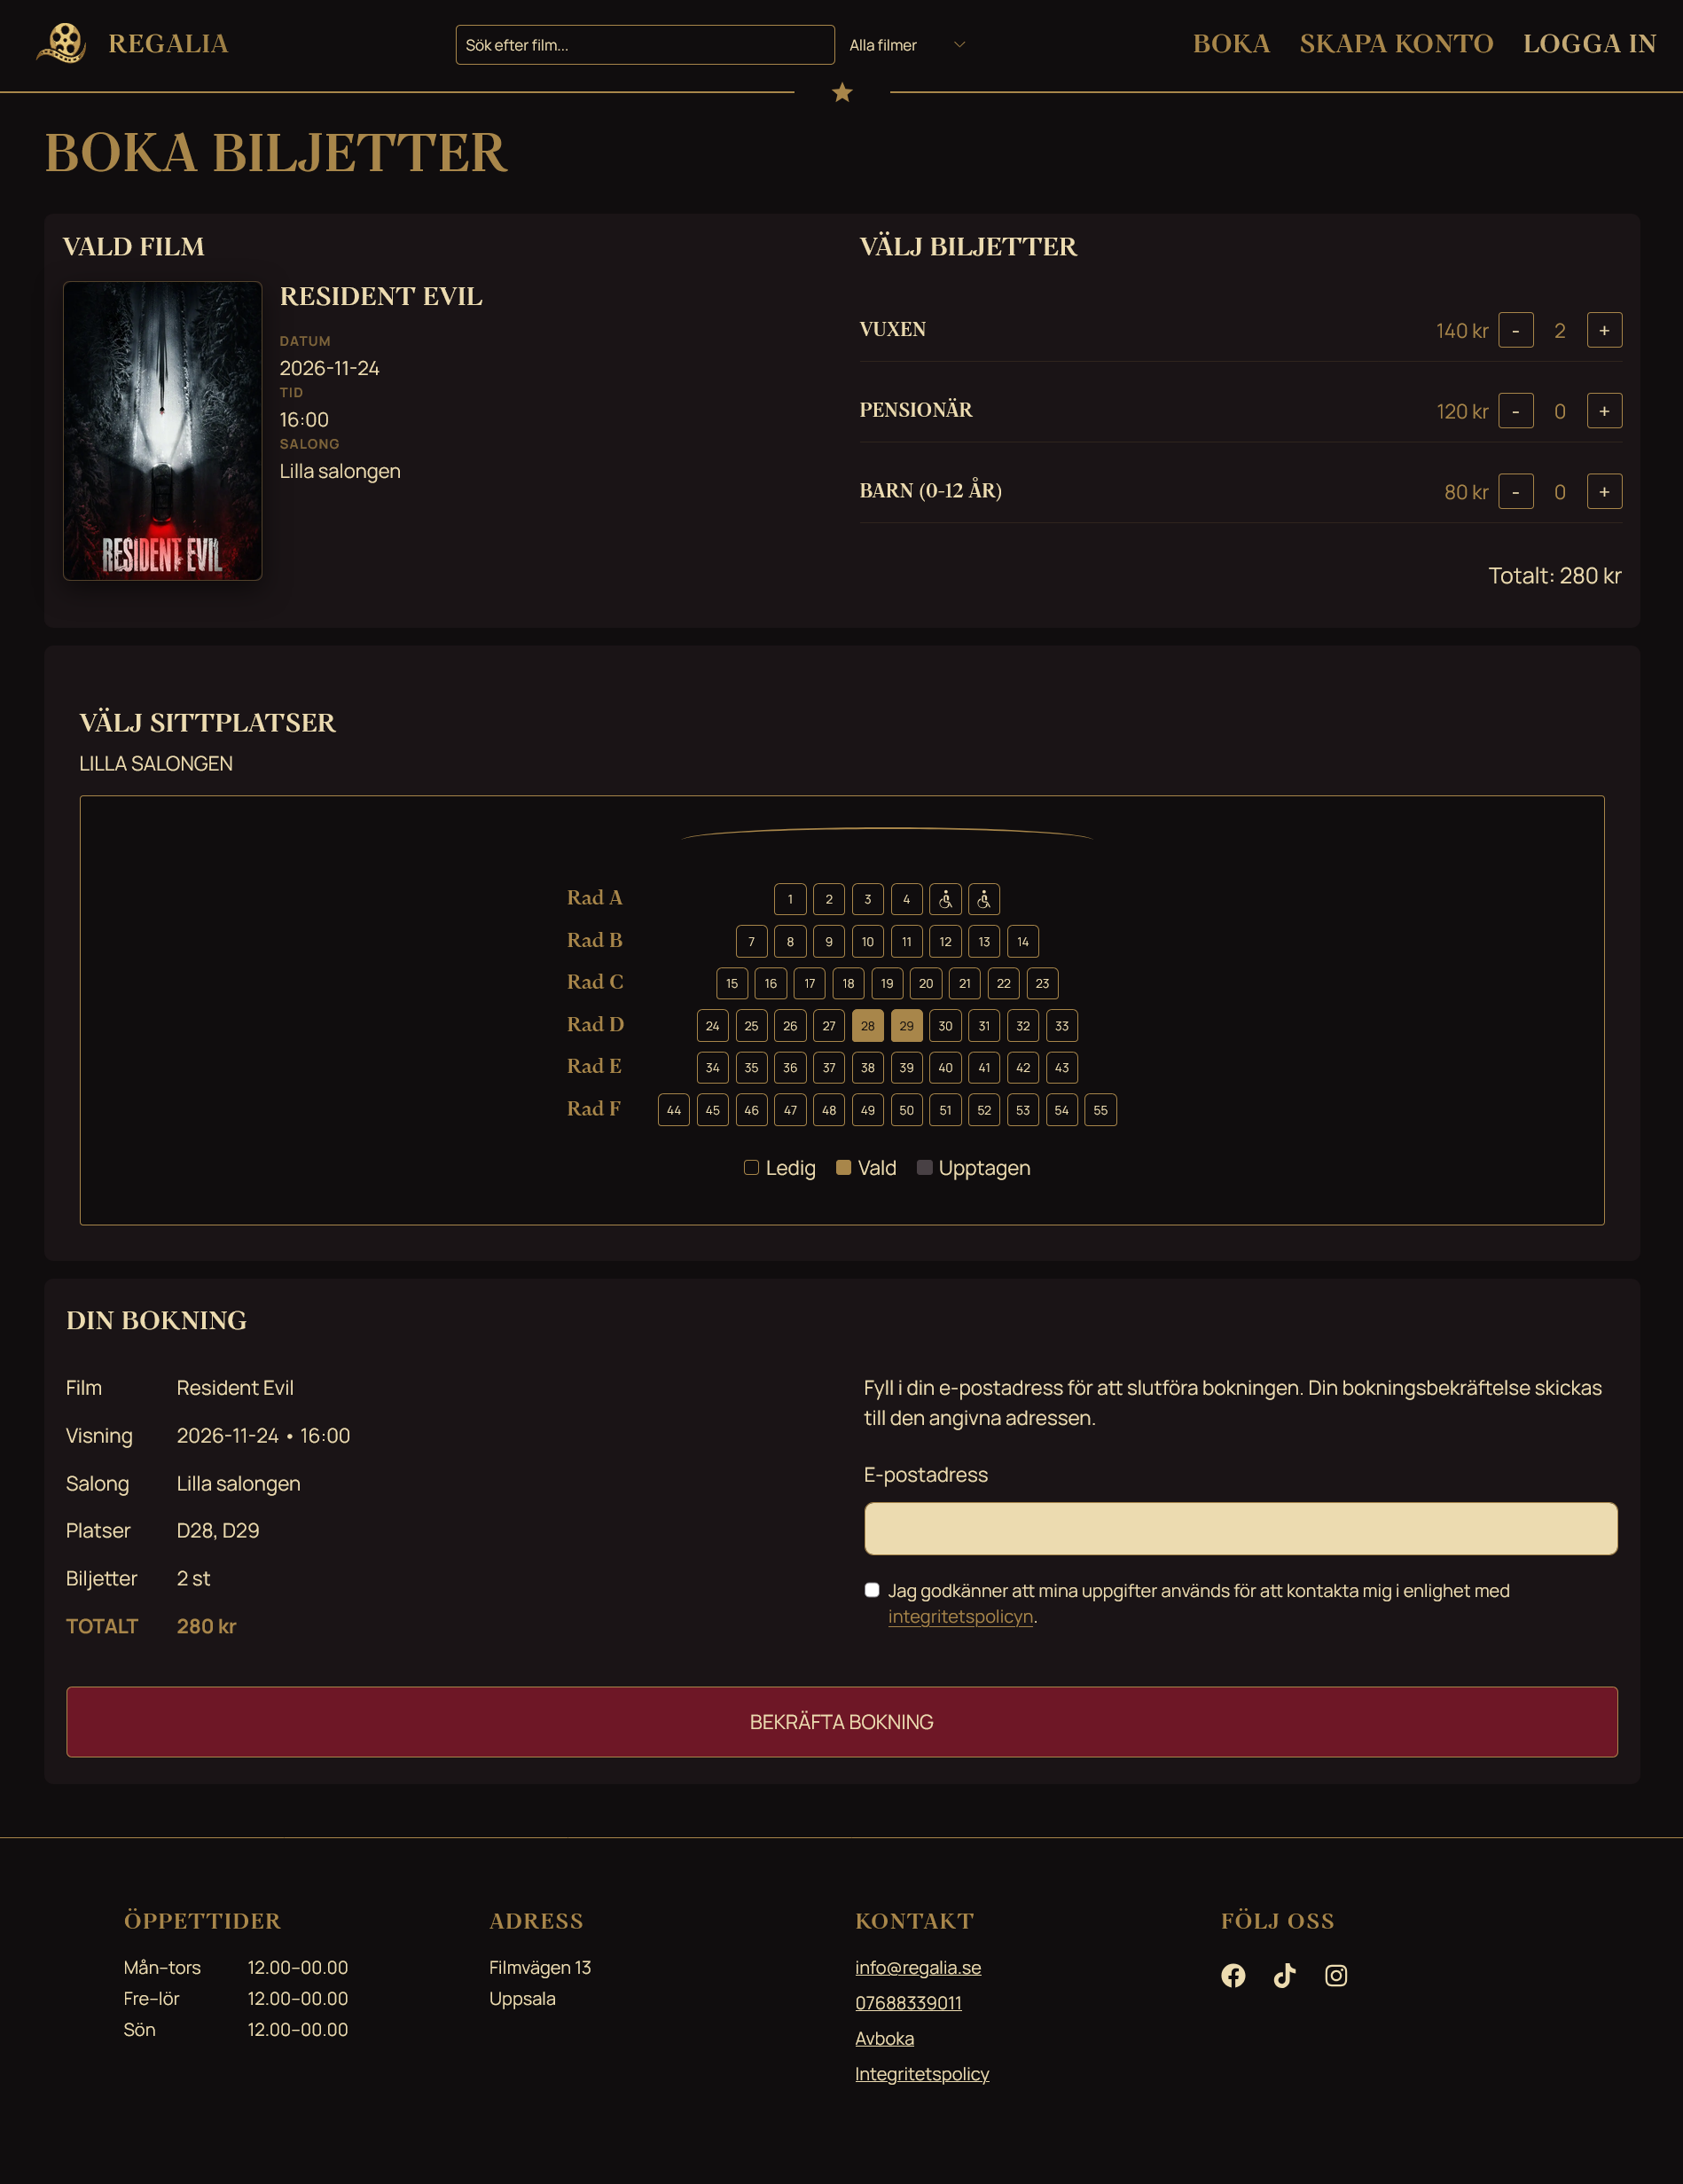 REGALIA
Sök efter film...
Alla filmer
BOKA SKAPA KONTO LOGGA IN
BOKA BILJETTER
VALD FILM
RESIDENT EVIL
RESIDENT EVIL
DATUM
2026-11-24
TID
16:00
SALONG
Lilla salongen
VÄLJ BILJETTER
VUXEN 140 kr - 2 +
PENSIONÄR 120 kr - 0 +
BARN (0-12 ÅR) 80 kr - 0 +
Totalt: 280 kr
VÄLJ SITTPLATSER
LILLA SALONGEN
Rad A 1 2 3 4
Rad B 7 8 9 10 11 12 13 14
Rad C 15 16 17 18 19 20 21 22 23
Rad D 24 25 26 27 28 29 30 31 32 33
Rad E 34 35 36 37 38 39 40 41 42 43
Rad F 44 45 46 47 48 49 50 51 52 53 54 55
Ledig Vald Upptagen
DIN BOKNING
Film Resident Evil
Visning 2026-11-24 • 16:00
Salong Lilla salongen
Platser D28, D29
Biljetter 2 st
TOTALT 280 kr
Fyll i din e-postadress för att slutföra bokningen. Din bokningsbekräftelse skickas
till den angivna adressen.
E-postadress
Jag godkänner att mina uppgifter används för att kontakta mig i enlighet med
integritetspolicyn.
BEKRÄFTA BOKNING
ÖPPETTIDER
Mån–tors 12.00–00.00
Fre–lör 12.00–00.00
Sön 12.00–00.00
ADRESS
Filmvägen 13
Uppsala
KONTAKT
info@regalia.se
07688339011
Avboka
Integritetspolicy
FÖLJ OSS